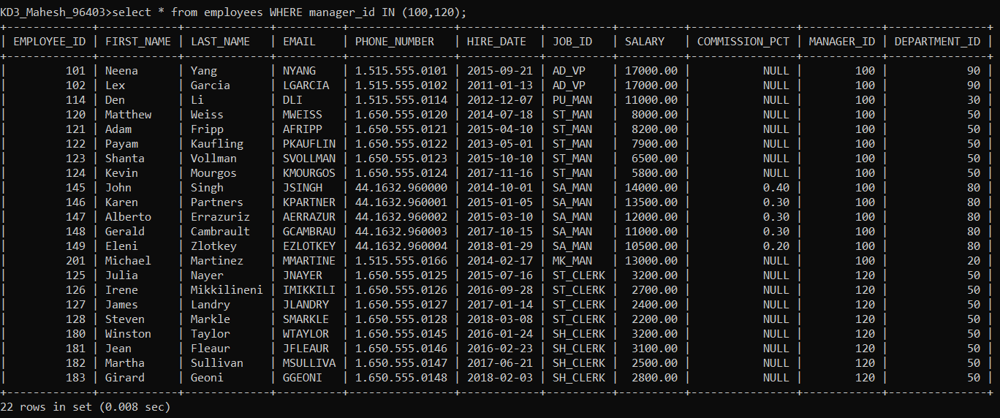 KD3_Mahesh_96403>select * from employees WHERE manager_id IN (100,120);
+-------------+------------+-------------+----------+--------------------+------------+----------+----------+----------------+------------+---------------+
| EMPLOYEE_ID | FIRST_NAME | LAST_NAME   | EMAIL    | PHONE_NUMBER       | HIRE_DATE  | JOB_ID   | SALARY   | COMMISSION_PCT | MANAGER_ID | DEPARTMENT_ID |
+-------------+------------+-------------+----------+--------------------+------------+----------+----------+----------------+------------+---------------+
|         101 | Neena      | Yang        | NYANG    | 1.515.555.0101 | 2015-09-21 | AD_VP    | 17000.00 |           NULL |        100 |            90 |
|         102 | Lex        | Garcia      | LGARCIA  | 1.515.555.0102 | 2011-01-13 | AD_VP    | 17000.00 |           NULL |        100 |            90 |
|         114 | Den        | Li          | DLI      | 1.515.555.0114 | 2012-12-07 | PU_MAN   | 11000.00 |           NULL |        100 |            30 |
|         120 | Matthew    | Weiss       | MWEISS   | 1.650.555.0120 | 2014-07-18 | ST_MAN   |  8000.00 |           NULL |        100 |            50 |
|         121 | Adam       | Fripp       | AFRIPP   | 1.650.555.0121 | 2015-04-10 | ST_MAN   |  8200.00 |           NULL |        100 |            50 |
|         122 | Payam      | Kaufling    | PKAUFLIN | 1.650.555.0122 | 2013-05-01 | ST_MAN   |  7900.00 |           NULL |        100 |            50 |
|         123 | Shanta     | Vollman     | SVOLLMAN | 1.650.555.0123 | 2015-10-10 | ST_MAN   |  6500.00 |           NULL |        100 |            50 |
|         124 | Kevin      | Mourgos     | KMOURGOS | 1.650.555.0124 | 2017-11-16 | ST_MAN   |  5800.00 |           NULL |        100 |            50 |
|         145 | John       | Singh       | JSINGH   | 44.1632.960000 | 2014-10-01 | SA_MAN   | 14000.00 |           0.40 |        100 |            80 |
|         146 | Karen      | Partners    | KPARTNER | 44.1632.960001 | 2015-01-05 | SA_MAN   | 13500.00 |           0.30 |        100 |            80 |
|         147 | Alberto    | Errazuriz   | AERRAZUR | 44.1632.960002 | 2015-03-10 | SA_MAN   | 12000.00 |           0.30 |        100 |            80 |
|         148 | Gerald     | Cambrault   | GCAMBRAU | 44.1632.960003 | 2017-10-15 | SA_MAN   | 11000.00 |           0.30 |        100 |            80 |
|         149 | Eleni      | Zlotkey     | EZLOTKEY | 44.1632.960004 | 2018-01-29 | SA_MAN   | 10500.00 |           0.20 |        100 |            80 |
|         201 | Michael    | Martinez    | MMARTINE | 1.515.555.0166 | 2014-02-17 | MK_MAN   | 13000.00 |           NULL |        100 |            20 |
|         125 | Julia      | Nayer       | JNAYER   | 1.650.555.0125 | 2015-07-16 | ST_CLERK |  3200.00 |           NULL |        120 |            50 |
|         126 | Irene      | Mikkilineni | IMIKKILI | 1.650.555.0126 | 2016-09-28 | ST_CLERK |  2700.00 |           NULL |        120 |            50 |
|         127 | James      | Landry      | JLANDRY  | 1.650.555.0127 | 2017-01-14 | ST_CLERK |  2400.00 |           NULL |        120 |            50 |
|         128 | Steven     | Markle      | SMARKLE  | 1.650.555.0128 | 2018-03-08 | ST_CLERK |  2200.00 |           NULL |        120 |            50 |
|         180 | Winston    | Taylor      | WTAYLOR  | 1.650.555.0145 | 2016-01-24 | SH_CLERK |  3200.00 |           NULL |        120 |            50 |
|         181 | Jean       | Fleaur      | JFLEAUR  | 1.650.555.0146 | 2016-02-23 | SH_CLERK |  3100.00 |           NULL |        120 |            50 |
|         182 | Martha     | Sullivan    | MSULLIVA | 1.650.555.0147 | 2017-06-21 | SH_CLERK |  2500.00 |           NULL |        120 |            50 |
|         183 | Girard     | Geoni       | GGEONI   | 1.650.555.0148 | 2018-02-03 | SH_CLERK |  2800.00 |           NULL |        120 |            50 |
+-------------+------------+-------------+----------+--------------------+------------+----------+----------+----------------+------------+---------------+
22 rows in set (0.008 sec)